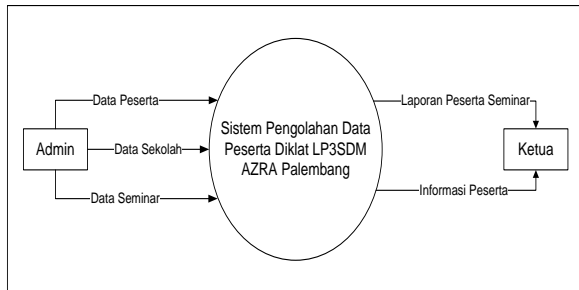 Data Peserta
Laporan Peserta Seminar
Sistem Pengolahan Data
Peserta Diklat LP3SDM
AZRA Palembang
Admin
Data Sekolah
Ketua
Data Seminar
Informasi Peserta